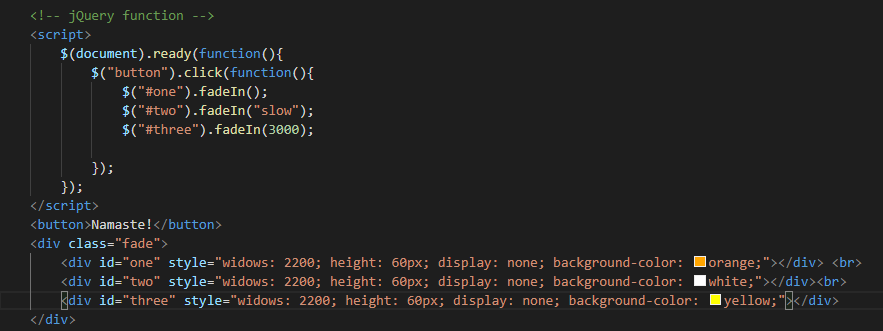 <!-- jQuery function -->
<script>
    $(document).ready(function(){
        $("button").click(function(){
            $("#one").fadeIn();
            $("#two").fadeIn("slow");
            $("#three").fadeIn(3000);

        });
    });
</script>
<button>Namaste!</button>
<div class="fade">
    <div id="one" style="widows: 2200; height: 60px; display: none; background-color: orange;"></div> <br>
    <div id="two" style="widows: 2200; height: 60px; display: none; background-color: white;"></div><br>
    <div id="three" style="widows: 2200; height: 60px; display: none; background-color: yellow;"></div>
</div>